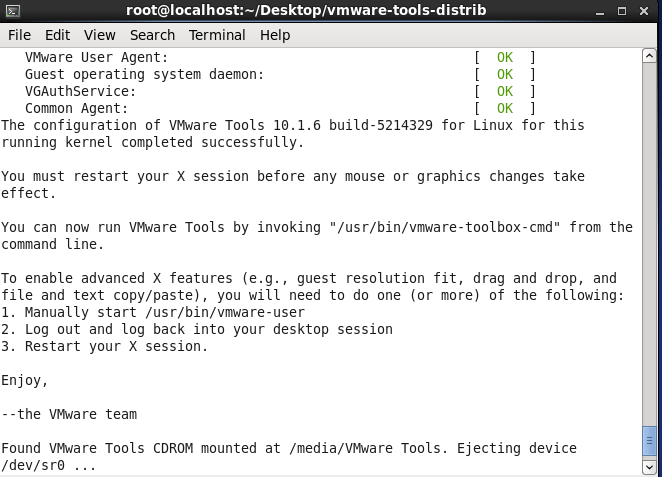 root@localhost:~/Desktop/vmware-tools-distrib
File Edit View Search Terminal Help
VMware User Agent: [ OK ]
Guest operating system daemon: [ OK ]
VGAuthService: [ OK ]
Common Agent: [ OK ]
The configuration of VMware Tools 10.1.6 build-5214329 for Linux for this
running kernel completed successfully.
You must restart your X session before any mouse or graphics changes take
effect.
You can now run VMware Tools by invoking "/usr/bin/vmware-toolbox-cmd" from the
command line.
To enable advanced X features (e.g., guest resolution fit, drag and drop, and
file and text copy/paste), you will need to do one (or more) of the following:
1. Manually start /usr/bin/vmware-user
2. Log out and log back into your desktop session
3. Restart your X session.
Enjoy,
--the VMware team
Found VMware Tools CDROM mounted at /media/VMware Tools. Ejecting device
/dev/sr0 ...